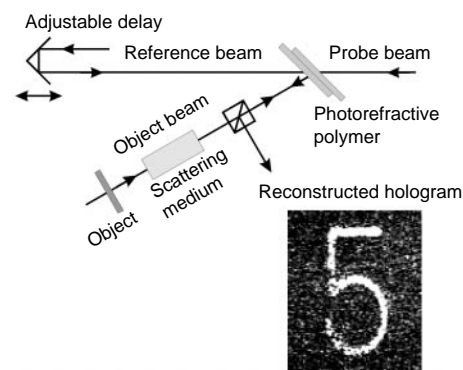 Adjustable delay
Reference beam
Probe beam
Object beam
Photorefractive
polymer
Scattering
medium
Object
Reconstructed hologram
5